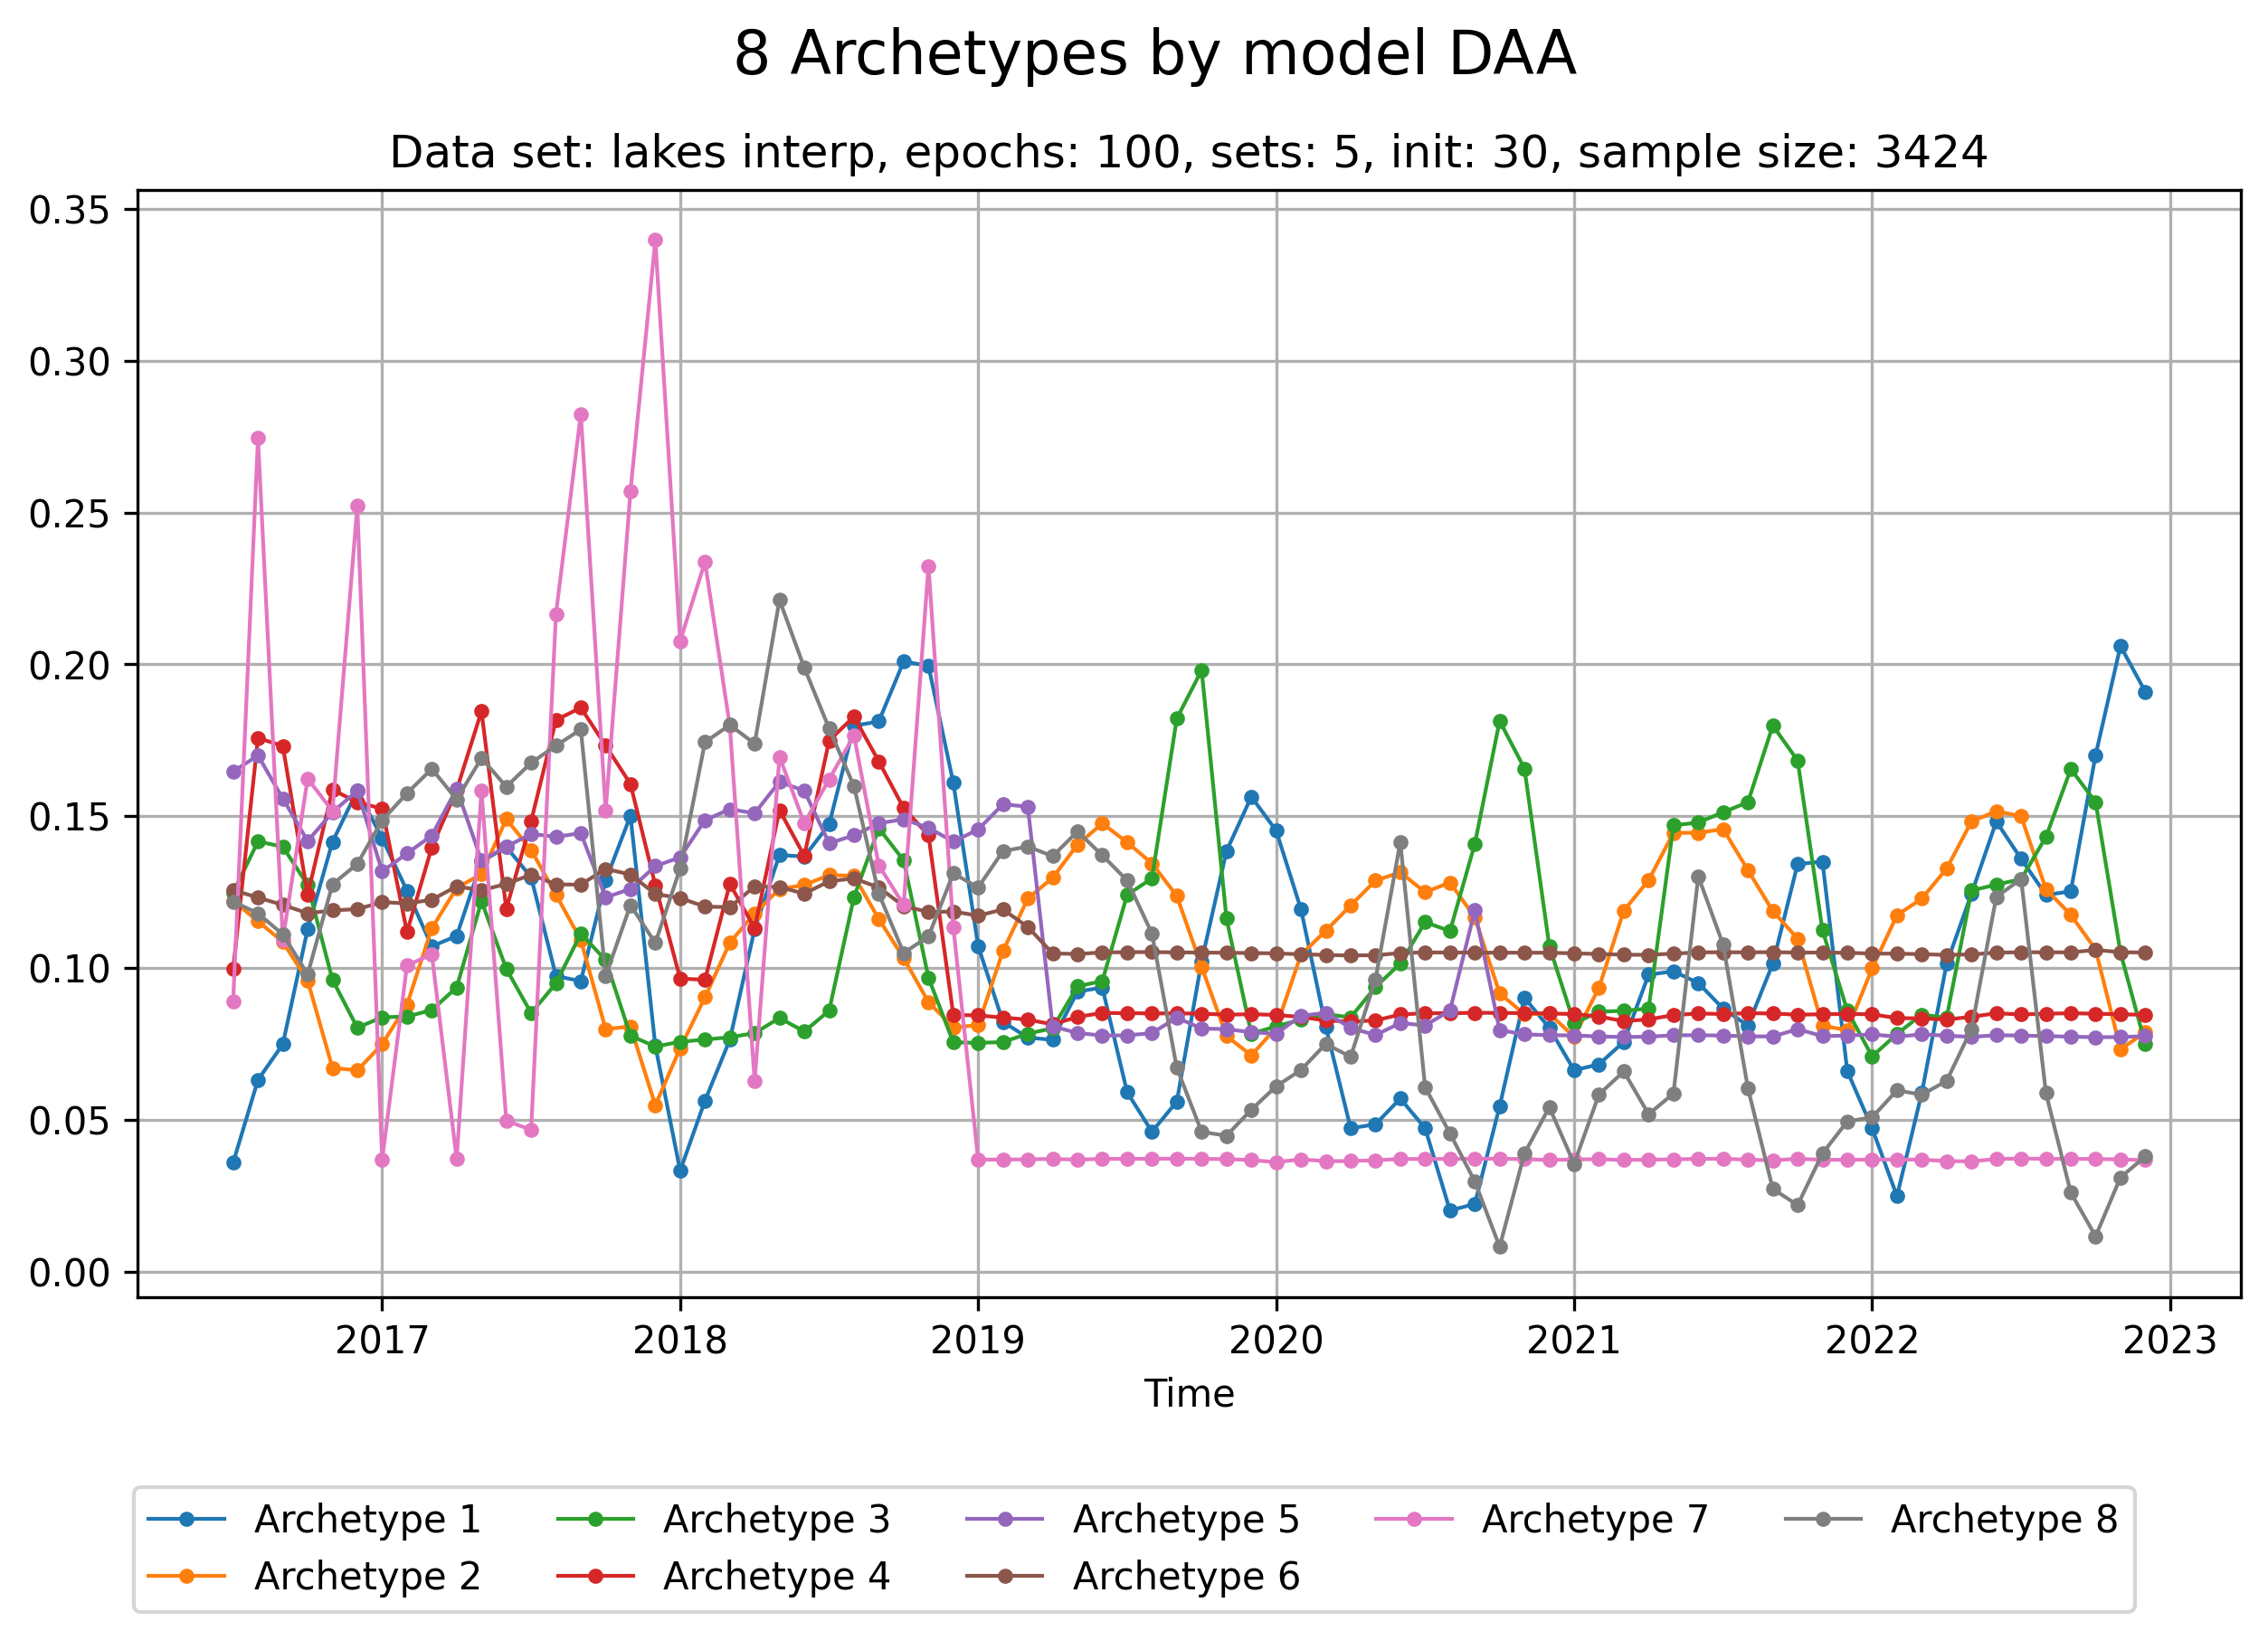 8 Archetypes by model DAA
Data set: lakes interp, epochs: 100, sets: 5, init: 30, sample size: 3424
0.35
0.30
0.25
0.20
0.15
0.10
0.05
0.00
2017 2018 2019 2020 2021 2022 2023
Time
Archetype 1 Archetype 3 Archetype 5 Archetype 7 Archetype 8
Archetype 2 Archetype 4 Archetype 6